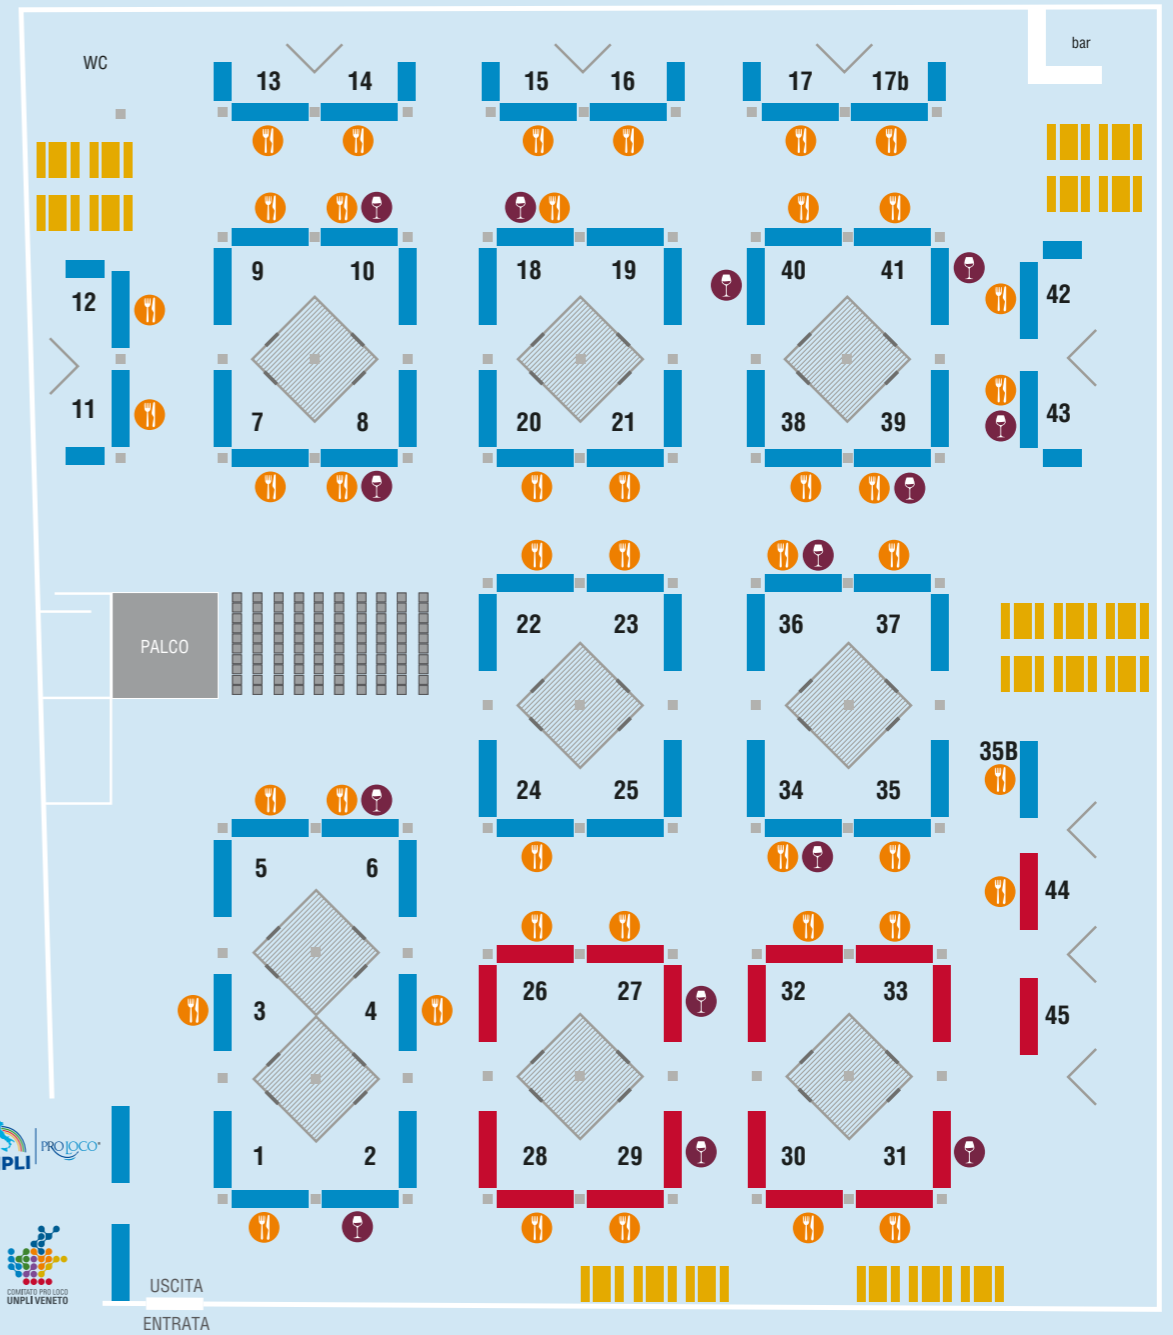 WC
bar
13 14 15 16 17 17b
9 10 18 19 40 41 42
12
11
7 8 20 21 38 39 43
22 23 36 37
PALCO
35B
24 25 34 35
5 6
44
26 27 32 33
3 4 45
1 2 28 29 30 31
PLI PRO LOCO
COMITATO PRO LOCO
UNPLI VENETO
USCITA
ENTRATA